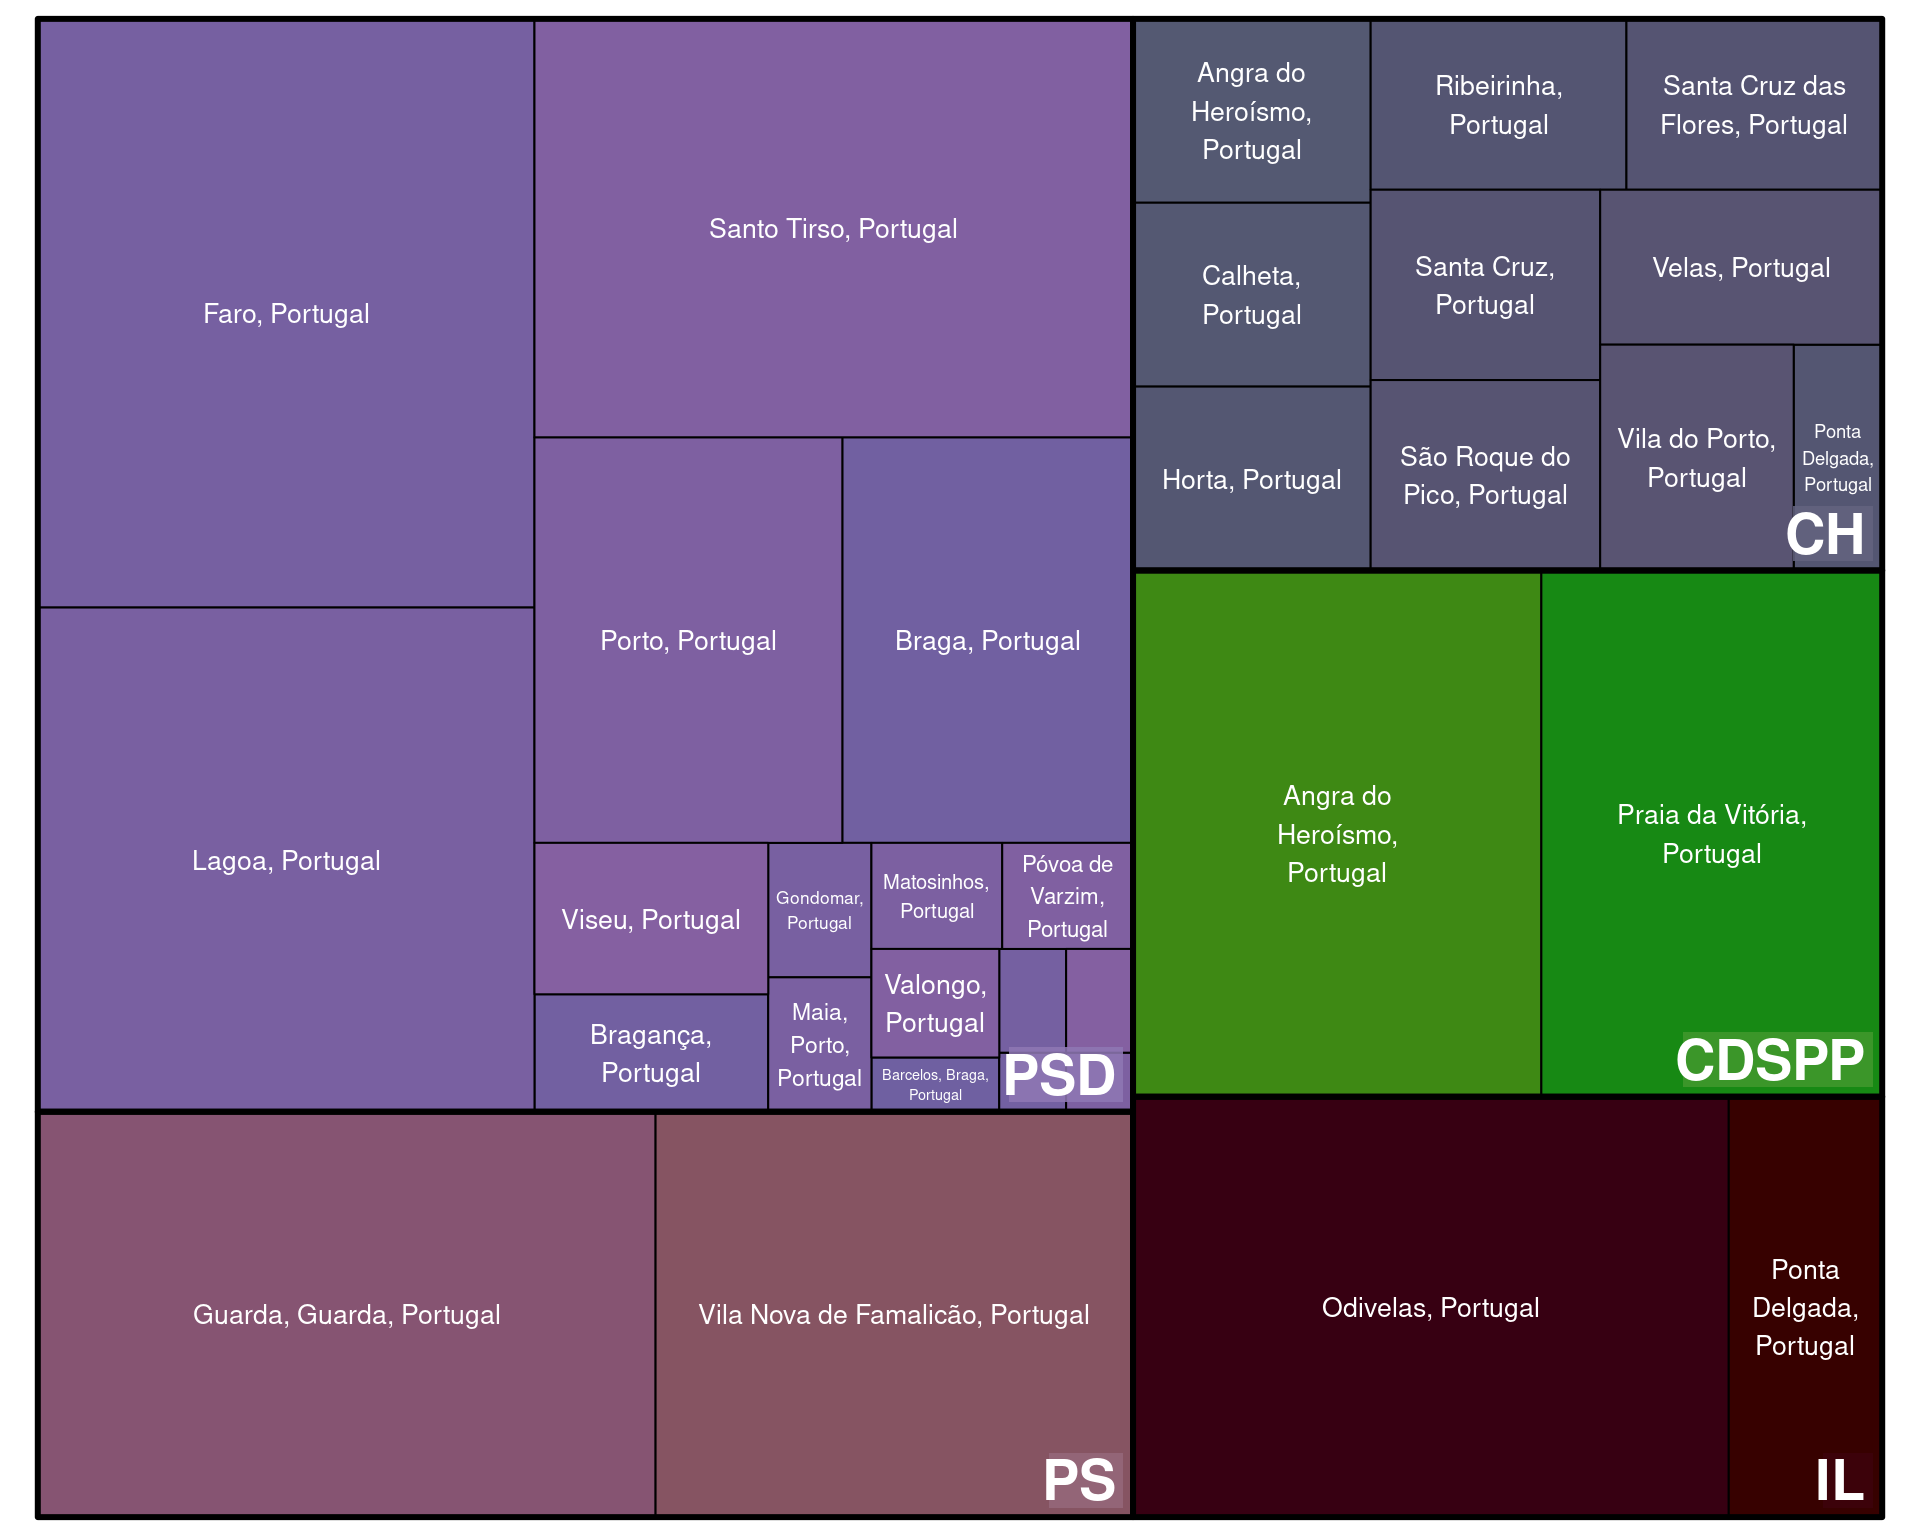 Faro, Portugal
Santo Tirso, Portugal
Lagoa, Portugal
Porto, Portugal
Braga, Portugal
Viseu, Portugal
Bragança,
Portugal
Gondomar,
Portugal
Maia,
Porto,
Portugal
Matosinhos,
Portugal
Póvoa de
Varzim,
Portugal
Valongo,
Portugal
Barcelos, Braga,
Portugal
PSD
Guarda, Guarda, Portugal
Vila Nova de Famalicão, Portugal
PS
Angra do
Heroísmo,
Portugal
Calheta,
Portugal
Horta, Portugal
Ribeirinha,
Portugal
Santa Cruz das
Flores, Portugal
Santa Cruz,
Portugal
Velas, Portugal
São Roque do
Pico, Portugal
Vila do Porto,
Portugal
Ponta
Delgada,
Portugal
CH
Angra do
Heroísmo,
Portugal
Praia da Vitória,
Portugal
CDSPP
Odivelas, Portugal
Ponta
Delgada,
Portugal
IL